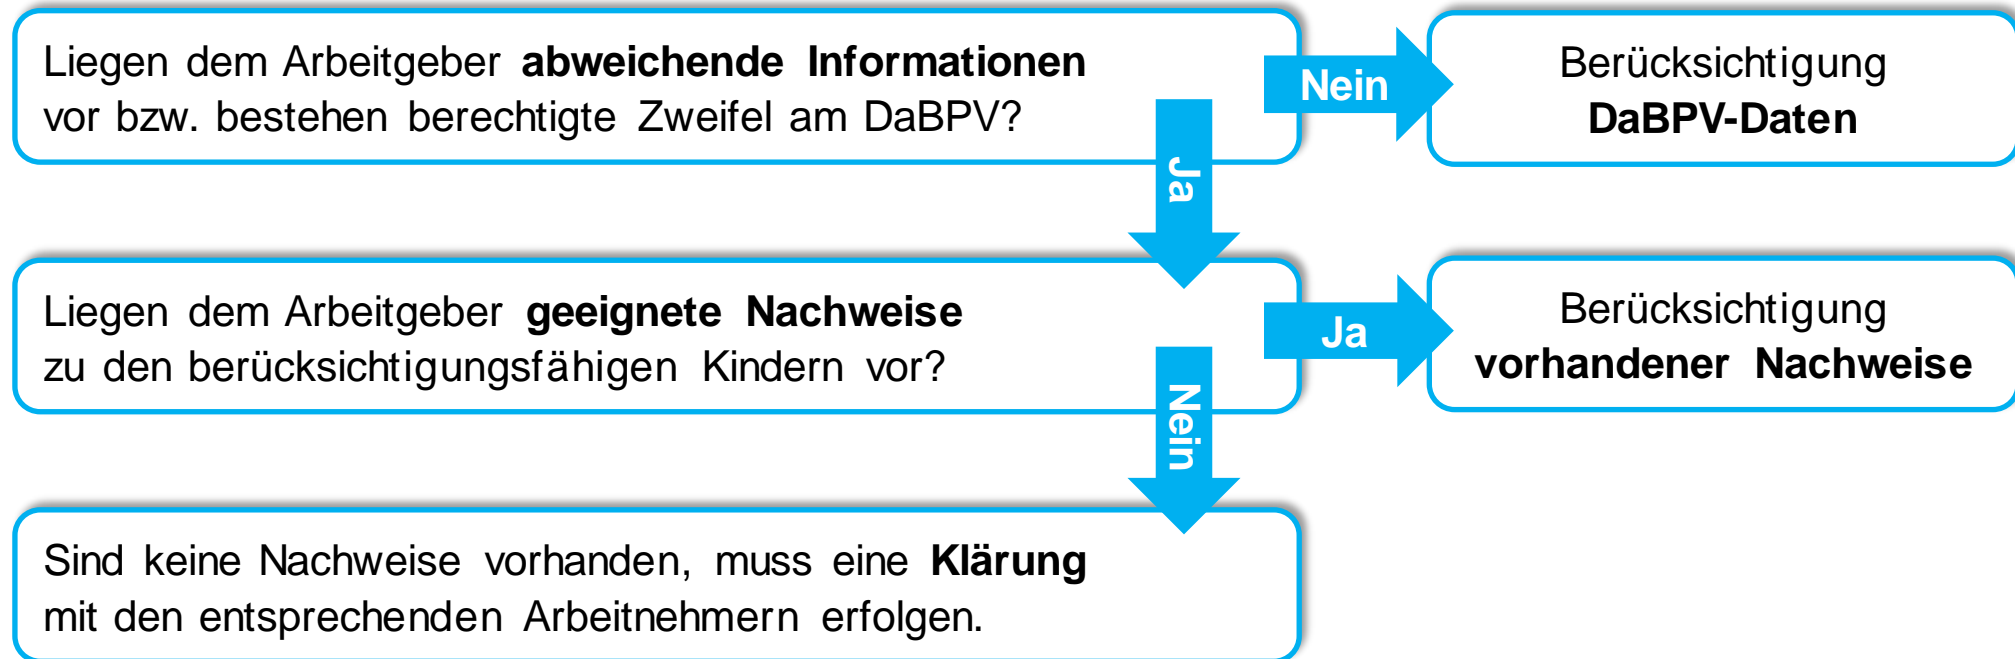 Liegen dem Arbeitgeber abweichende Informationen
vor bzw. bestehen berechtigte Zweifel am DaBPV?
Nein
Berücksichtigung
DaBPV-Daten
Ja
Liegen dem Arbeitgeber geeignete Nachweise
zu den berücksichtigungsfähigen Kindern vor?
Ja
Berücksichtigung
vorhandener Nachweise
Nein
Sind keine Nachweise vorhanden, muss eine Klärung
mit den entsprechenden Arbeitnehmern erfolgen.